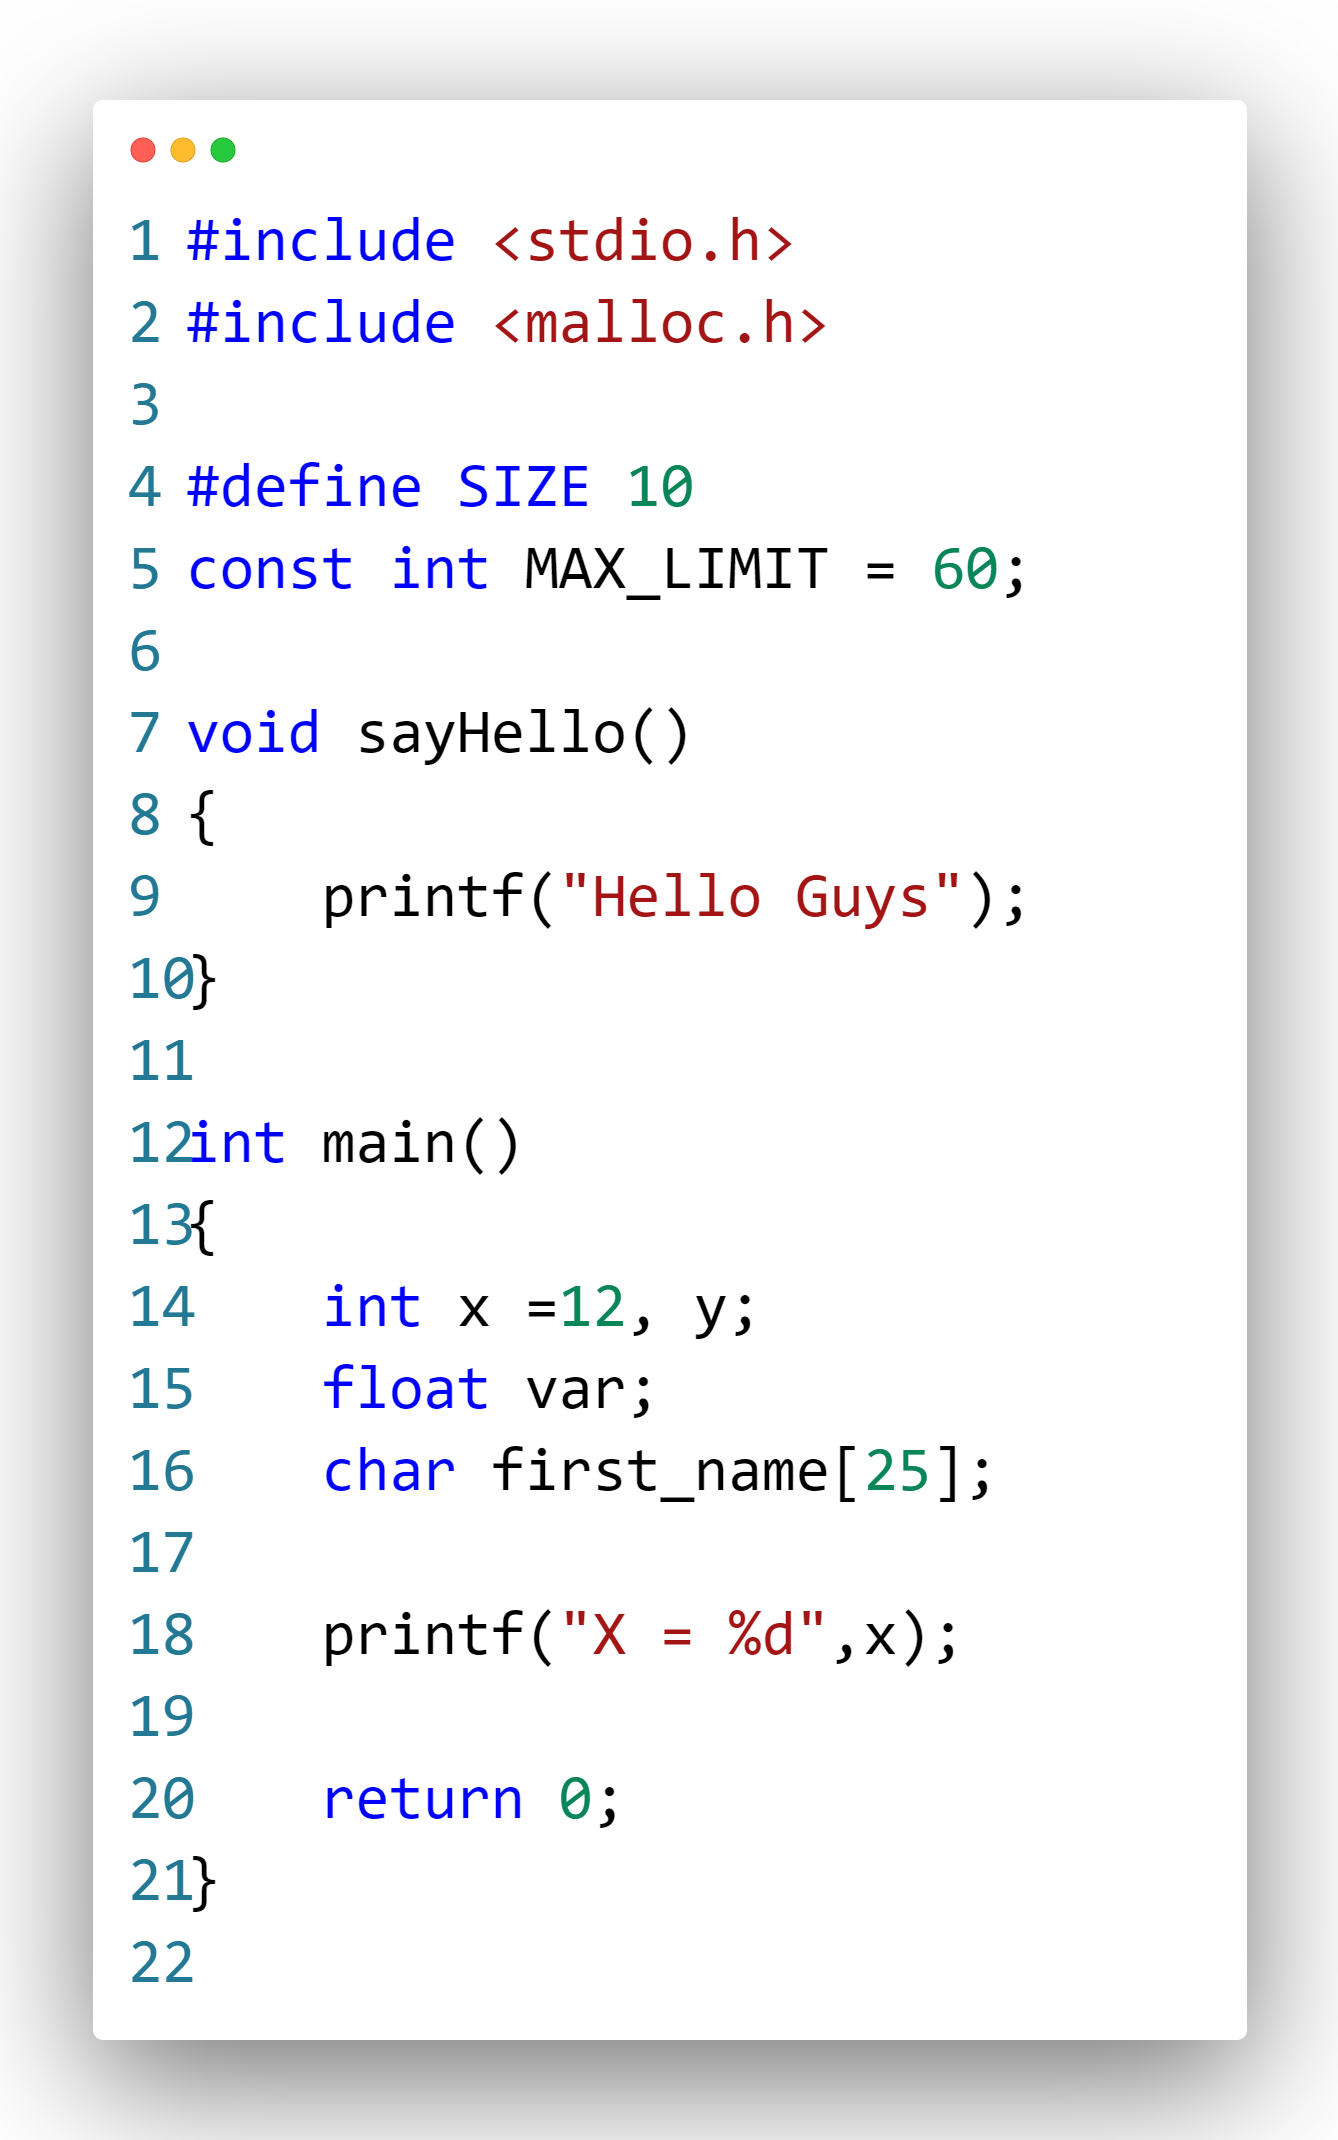 1 #include <stdio.h>
2 #include <malloc.h>
3
4 #define SIZE 10
5 const int MAX_LIMIT = 60;
6
7 void sayHello()
8 {
9     printf("Hello Guys");
10}
11
12int main()
13{
14    int x =12, y;
15    float var;
16    char first_name[25];
17
18    printf("X = %d",x);
19
20    return 0;
21}
22